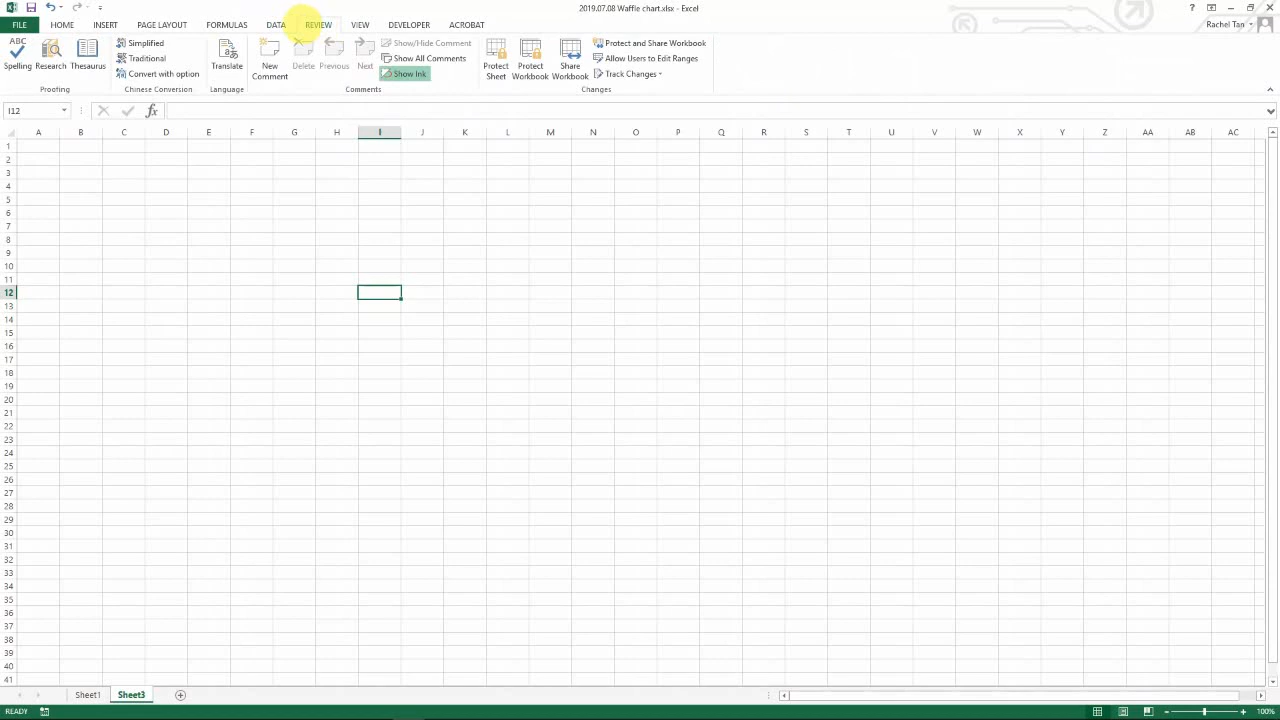 2019.07.08 Waffle chart.xlsx - Excel
FILE HOME INSERT PAGE LAYOUT FORMULAS DATA REVIEW VIEW DEVELOPER ACROBAT Rachel Tan
ABC
Spelling Research Thesaurus
Proofing
Simplified
Traditional
Convert with option
Chinese Conversion
Translate
Language
New Comment
Delete Previous Next
Show/Hide Comment
Show All Comments
Show Ink
Comments
Protect Sheet
Protect Workbook
Share Workbook
Protect and Share Workbook
Allow Users to Edit Ranges
Track Changes
Changes
I12 fx
A B C D E F G H I J K L M N O P Q R S T U V W X Y Z AA AB AC
1
2
3
4
5
6
7
8
9
10
11
12
13
14
15
16
17
18
19
20
21
22
23
24
25
26
27
28
29
30
31
32
33
34
35
36
37
38
39
40
41
Sheet1 Sheet3
READY 100%